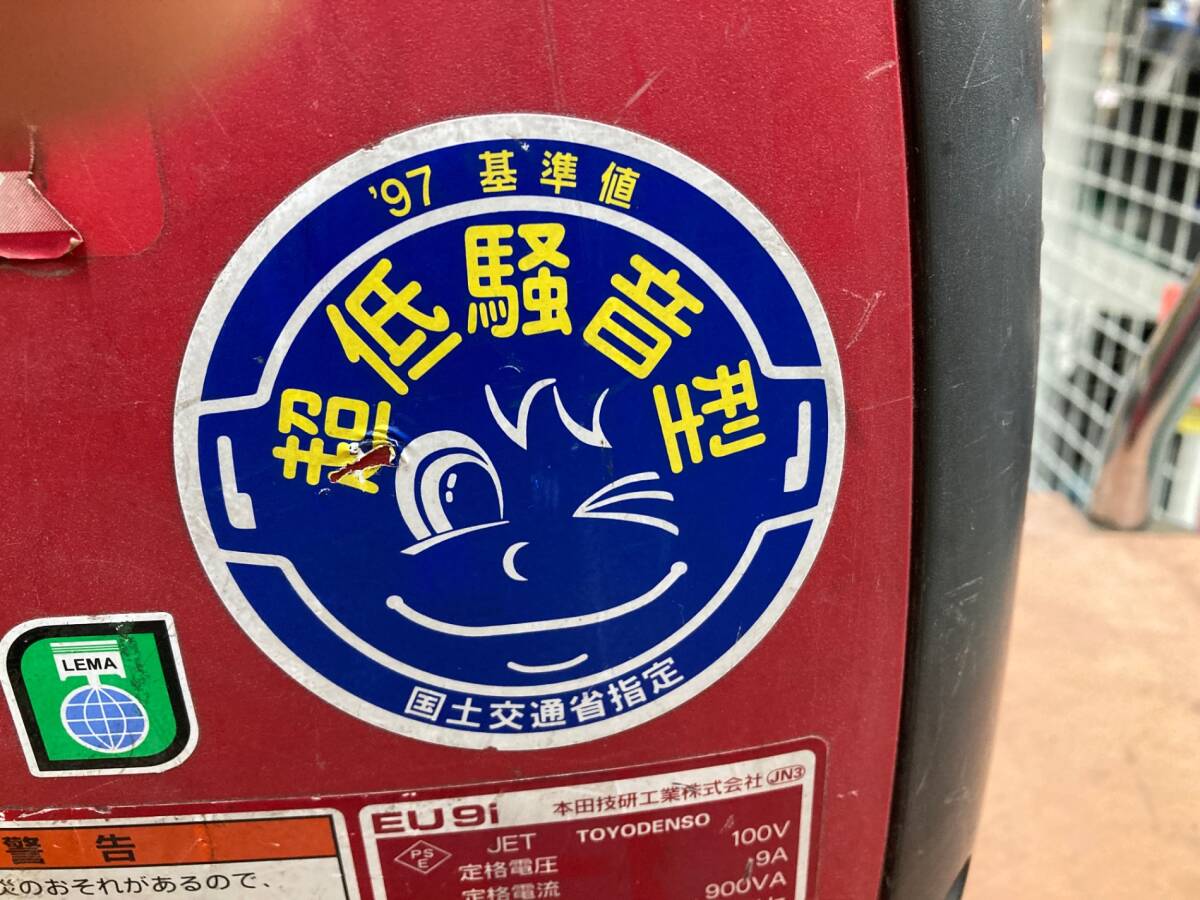 '97 基準値
超低騒音型
国土交通省指定
LEMA
警告
災のおそれがあるので、
EU9i 本田技研工業株式会社 JN3
PSE JET TOYODENSO
定格電圧 100V
定格電流 9A
900VA